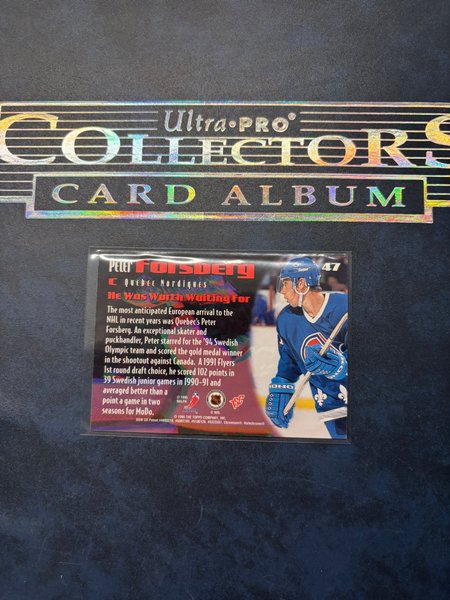 Ultra•PRO®
COLLECTORS
CARD ALBUM
Peter Forsberg 47
C Quebec Nordiques
He Was Worth Waiting For
The most anticipated European arrival to
the NHL in recent years was Quebec's Peter
Forsberg. An exceptional skater and
puckhandler, Peter starred for the '94 Swedish
Olympic team and scored the gold medal winner
in the shootout against Canada. A 1991 Flyers
1st round draft choice, he scored 102 points in
39 Swedish junior games in 1990-91 and
averaged better than a
point a game in two
seasons for MoDo.
© NHL